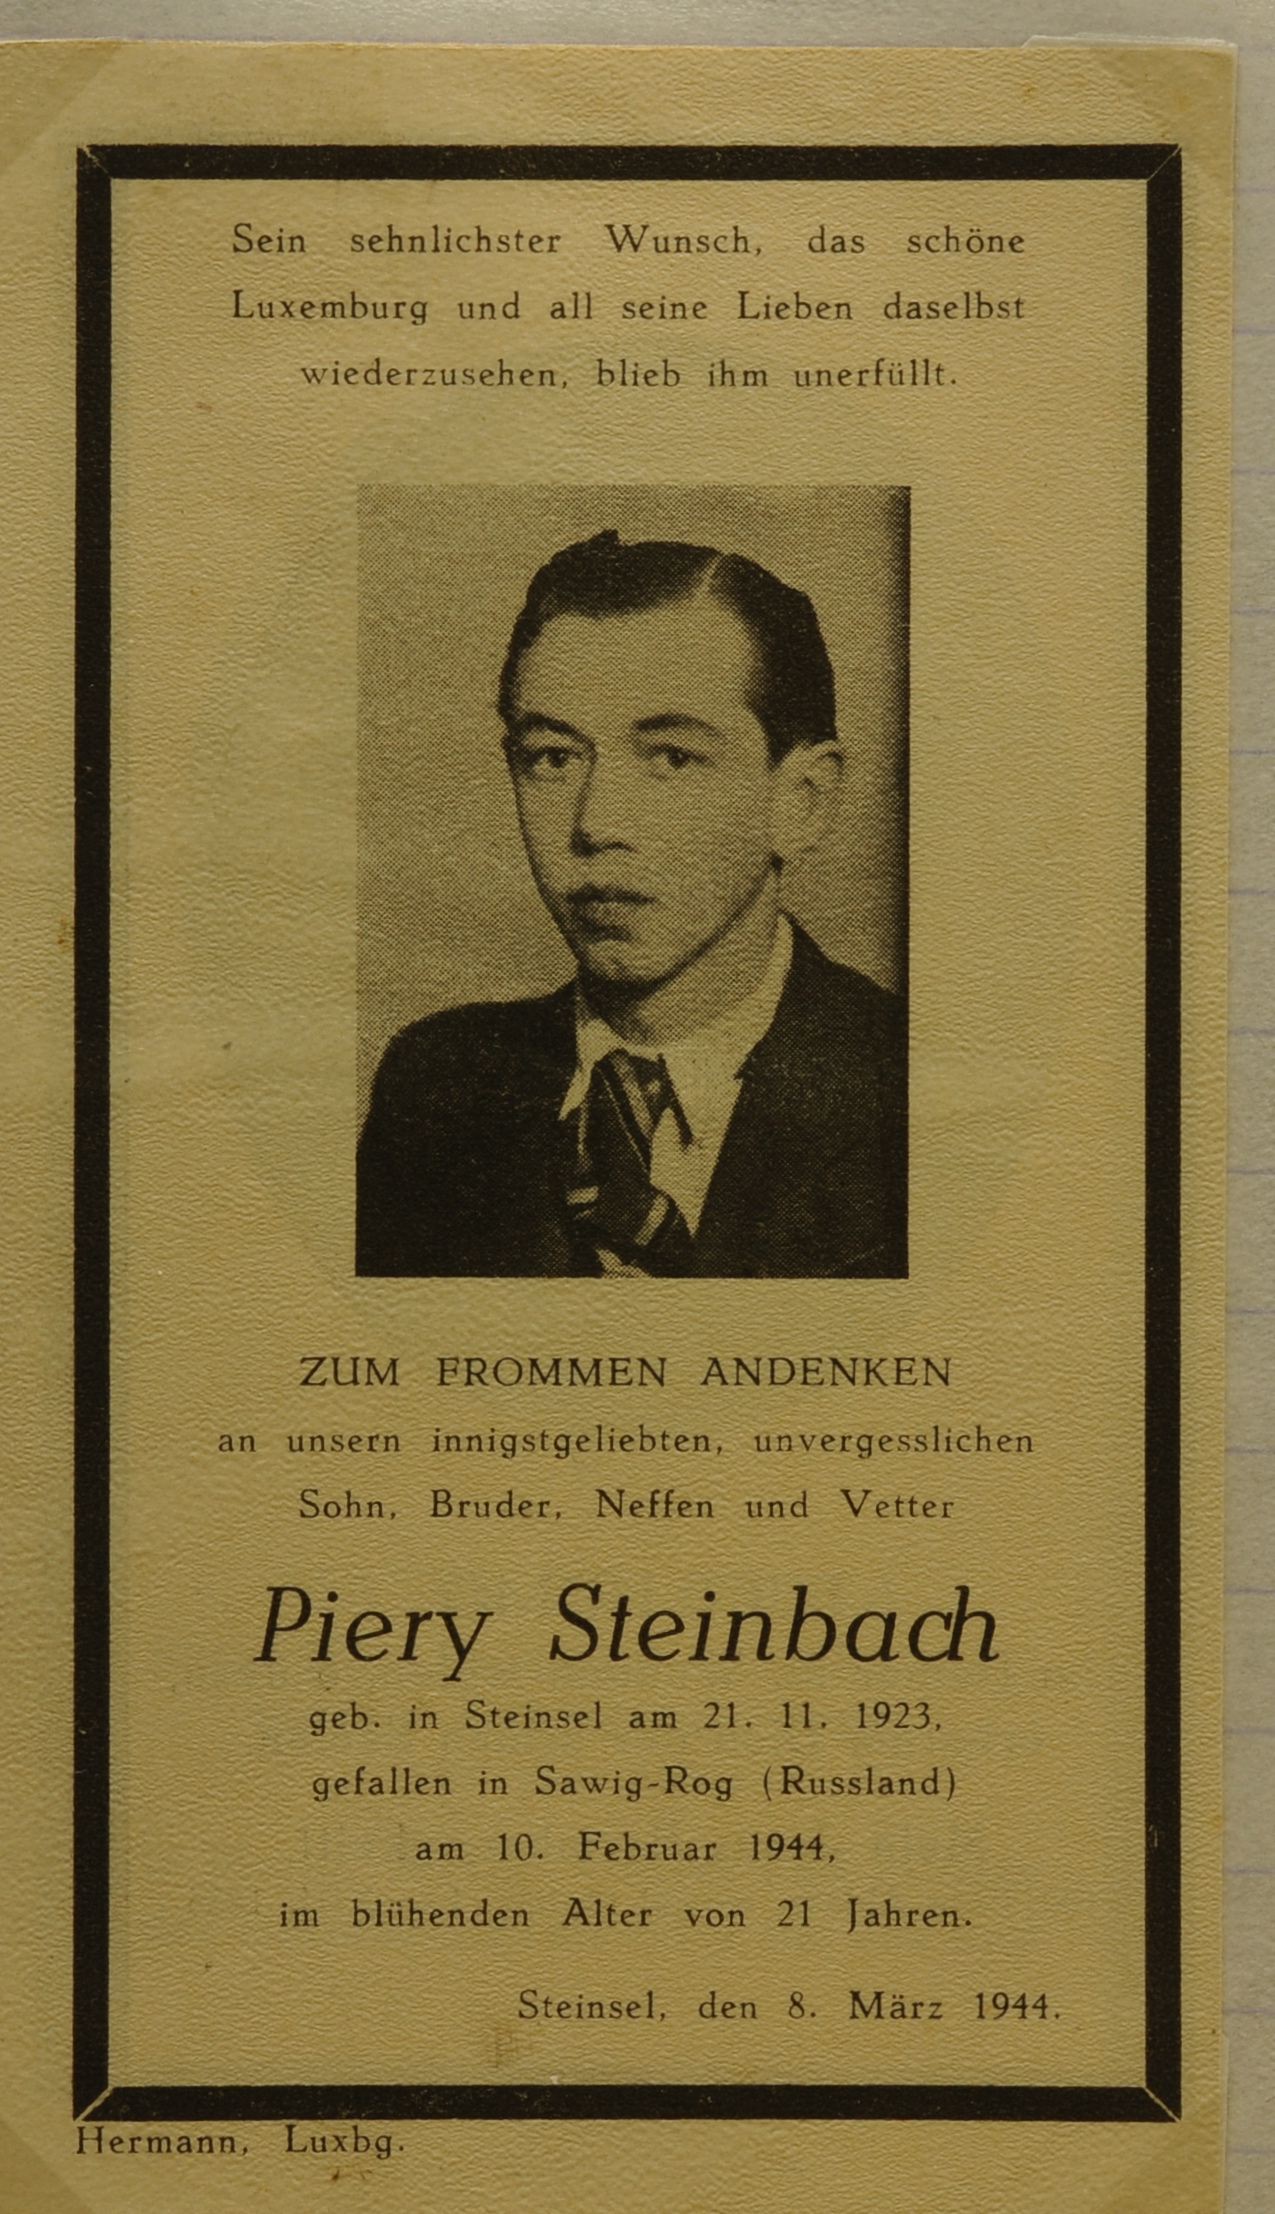 Sein sehnlichster Wunsch, das schöne
Luxemburg und all seine Lieben daselbst
wiederzusehen, blieb ihm unerfüllt.
ZUM FROMMEN ANDENKEN
an unsern innigstgeliebten, unvergesslichen
Sohn, Bruder, Neffen und Vetter
Piery Steinbach
geb. in Steinsel am 21. 11. 1923,
gefallen in Sawig-Rog (Russland)
am 10. Februar 1944,
im blühenden Alter von 21 Jahren.
Steinsel, den 8. März 1944.
Hermann, Luxbg.